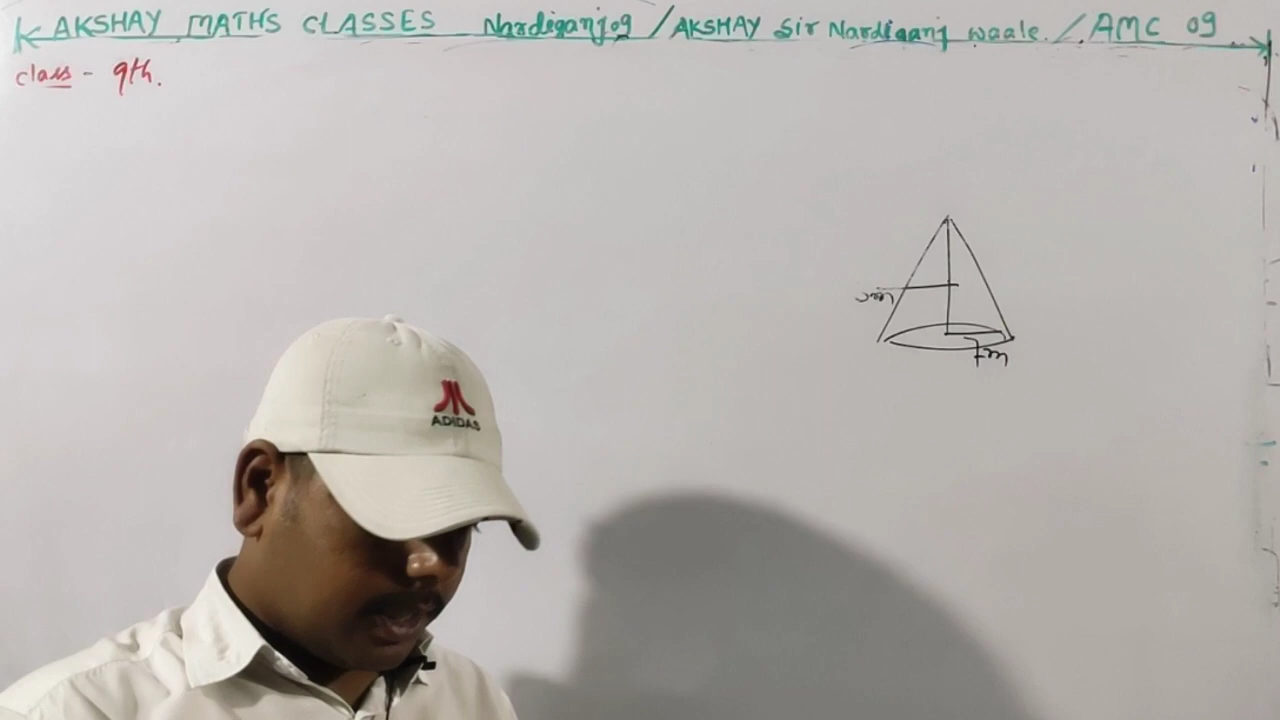 AKSHAY MATHS CLASSES Nardiganj09 / AKSHAY Sir Nardiganj waale. / AMC 09
class - 9th.
7m
ADIDAS